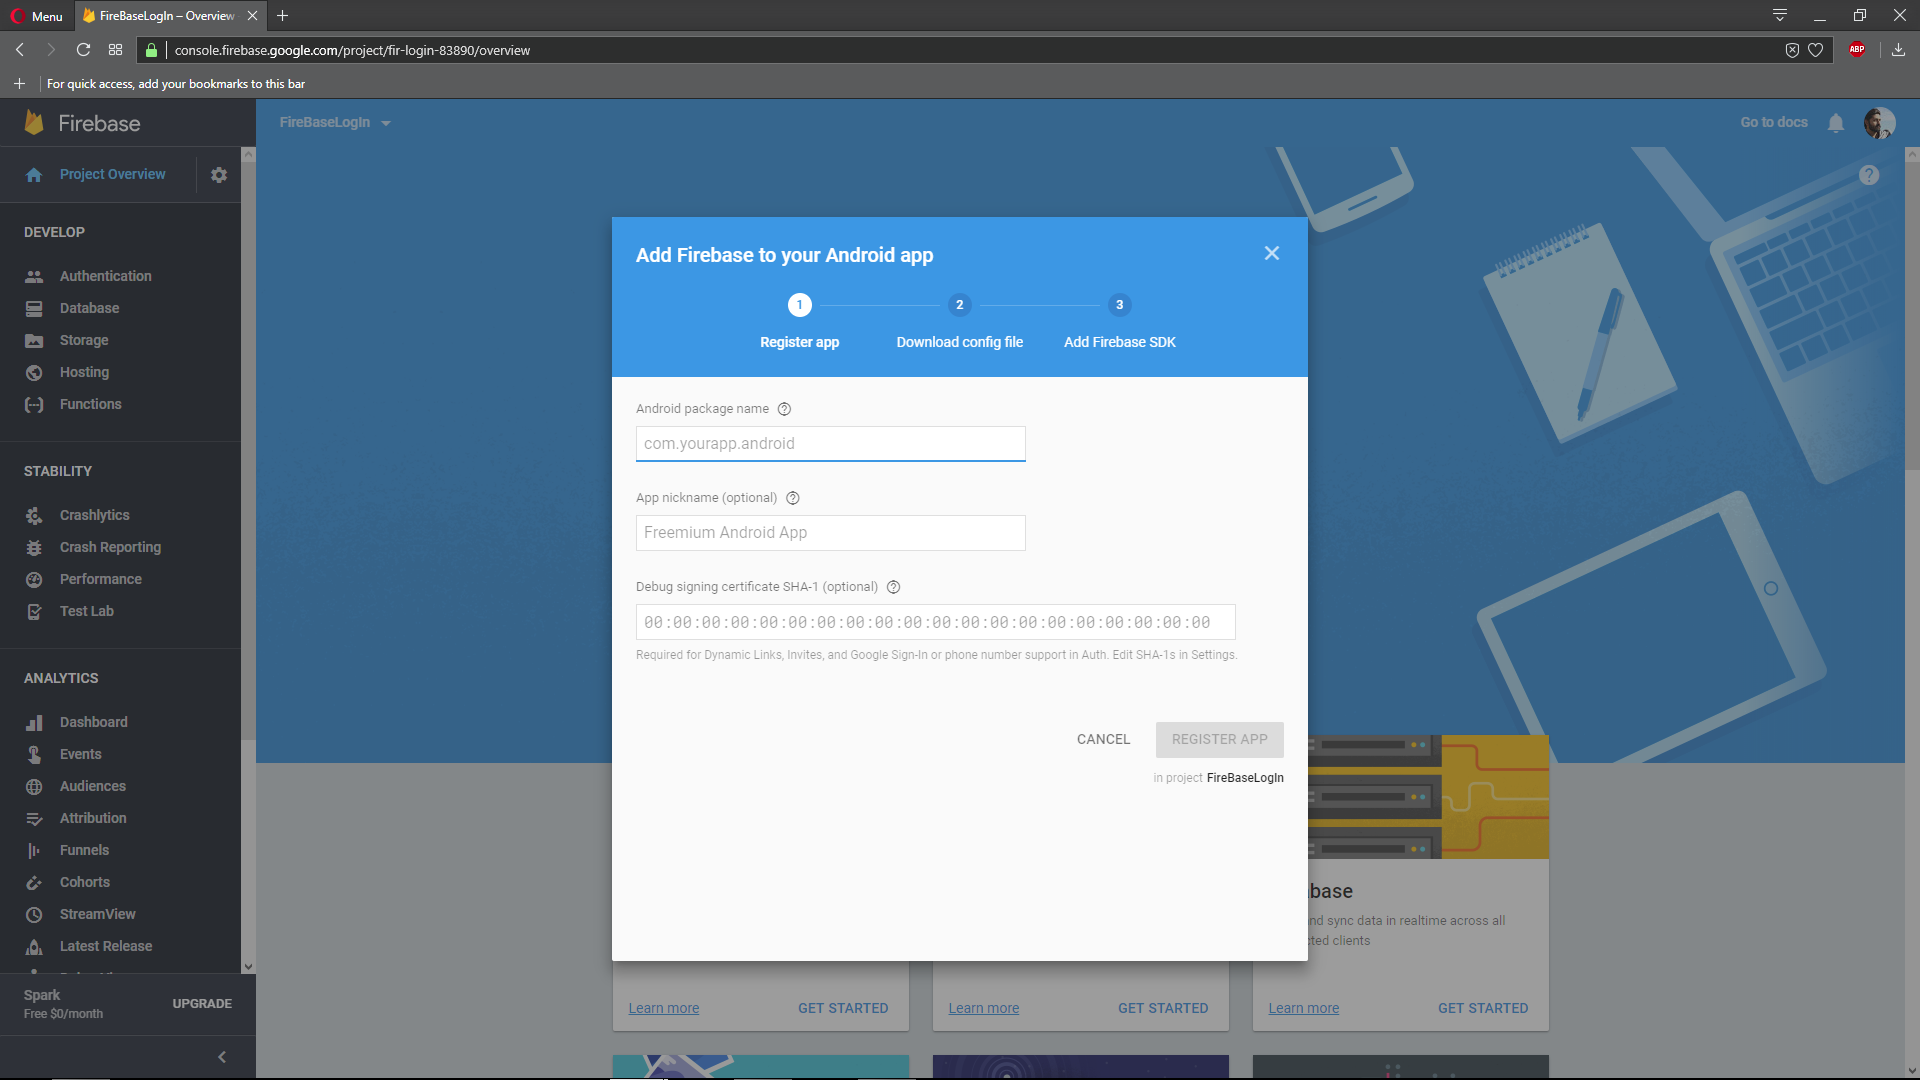 Menu
FireBaseLogIn – Overview
console.firebase.google.com/project/fir-login-83890/overview
ABP
For quick access, add your bookmarks to this bar
Firebase
FireBaseLogIn
Go to docs
Project Overview
DEVELOP
Authentication
Database
Storage
Hosting
Functions
STABILITY
Crashlytics
Crash Reporting
Performance
Test Lab
ANALYTICS
Dashboard
Events
Audiences
Attribution
Funnels
Cohorts
StreamView
Latest Release
Spark
Free $0/month
UPGRADE
Add Firebase to your Android app
1
2
3
Register app
Download config file
Add Firebase SDK
Android package name ?
com.yourapp.android
App nickname (optional) ?
Freemium Android App
Debug signing certificate SHA-1 (optional) ?
00:00:00:00:00:00:00:00:00:00:00:00:00:00:00:00:00:00:00:00
Required for Dynamic Links, Invites, and Google Sign-In or phone number support in Auth. Edit SHA-1s in Settings.
CANCEL
REGISTER APP
in project FireBaseLogIn
?
base
nd sync data in realtime across all
ted clients
Learn more
GET STARTED
Learn more
GET STARTED
Learn more
GET STARTED